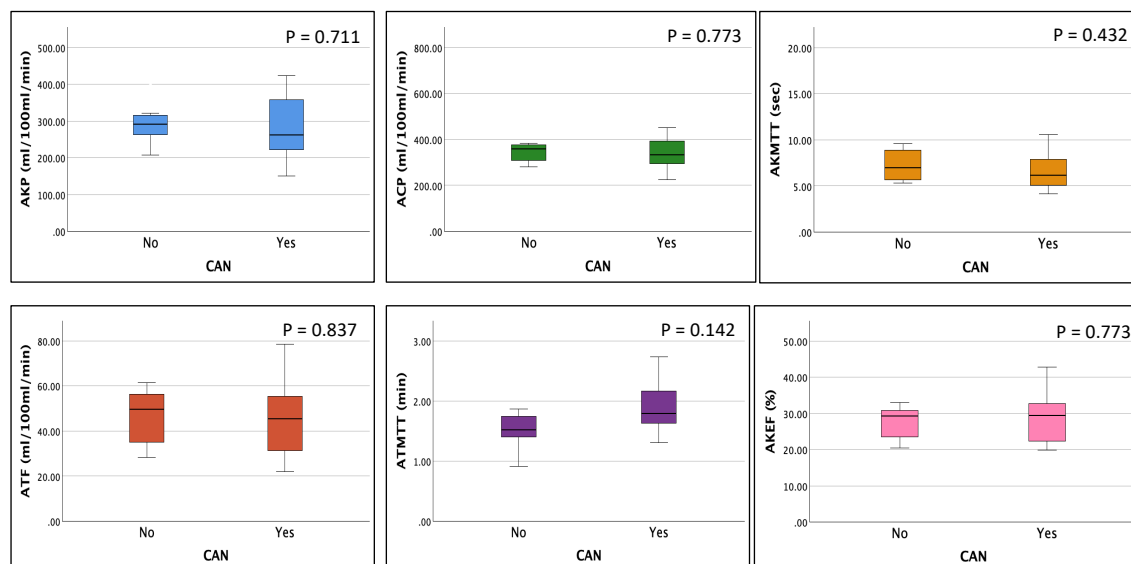 P = 0.711
AKP (ml/100ml/min)
500.00
400.00
300.00
200.00
100.00
.00
No Yes
CAN
P = 0.773
ACP (ml/100ml/min)
800.00
600.00
400.00
200.00
.00
No Yes
CAN
P = 0.432
AKMTT (sec)
20.00
15.00
10.00
5.00
.00
No Yes
CAN
P = 0.837
ATF (ml/100ml/min)
80.00
60.00
40.00
20.00
.00
No Yes
CAN
P = 0.142
ATMTT (min)
3.00
2.00
1.00
.00
No Yes
CAN
P = 0.773
AKEF (%)
50.00
40.00
30.00
20.00
10.00
.00
No Yes
CAN